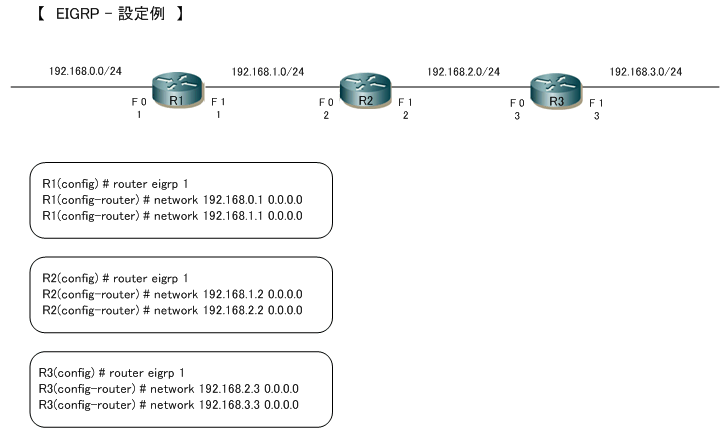 【 EIGRP - 設定例 】
192.168.0.0/24 192.168.1.0/24 192.168.2.0/24 192.168.3.0/24
F 0 R1 F 1 F 0 R2 F 1 F 0 R3 F 1
1 1 2 2 3 3
R1(config) # router eigrp 1
R1(config-router) # network 192.168.0.1 0.0.0.0
R1(config-router) # network 192.168.1.1 0.0.0.0
R2(config) # router eigrp 1
R2(config-router) # network 192.168.1.2 0.0.0.0
R2(config-router) # network 192.168.2.2 0.0.0.0
R3(config) # router eigrp 1
R3(config-router) # network 192.168.2.3 0.0.0.0
R3(config-router) # network 192.168.3.3 0.0.0.0